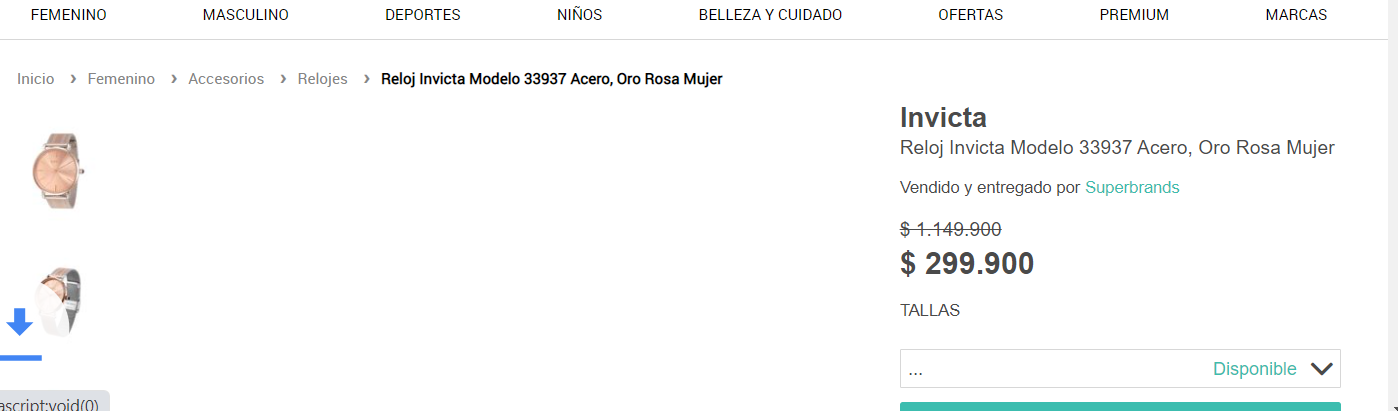 FEMENINO MASCULINO DEPORTES NIÑOS BELLEZA Y CUIDADO OFERTAS PREMIUM MARCAS
Inicio › Femenino › Accesorios › Relojes › Reloj Invicta Modelo 33937 Acero, Oro Rosa Mujer
Invicta
Reloj Invicta Modelo 33937 Acero, Oro Rosa Mujer
Vendido y entregado por Superbrands
$ 1.149.900
$ 299.900
TALLAS
... Disponible
ascript:void(0)